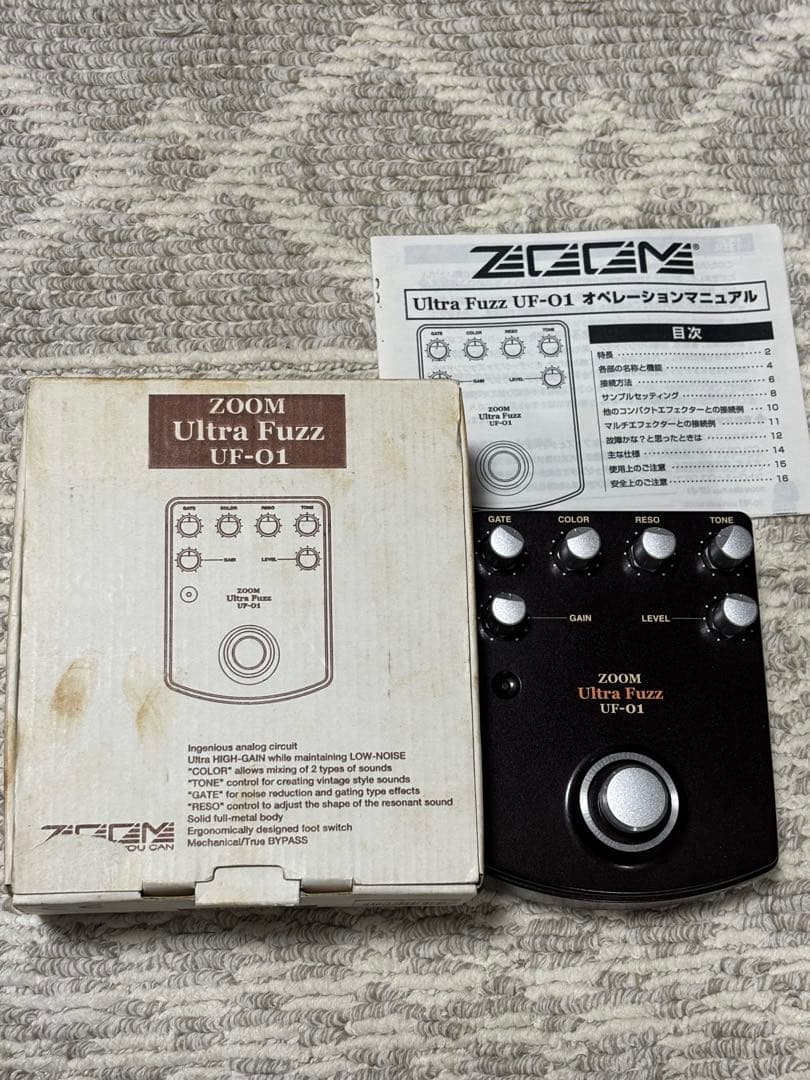 ZOOM®
Ultra Fuzz UF-01 オペレーションマニュアル
GATE COLOR RESO TONE
GAIN LEVEL
ZOOM
Ultra Fuzz
UF-01
目次
特長 2
各部の名称と機能 4
接続方法 6
サンプルセッティング 8
他のコンパクトエフェクターとの接続例 10
マルチエフェクターとの接続例 11
故障かな？と思ったときは 12
主な仕様 14
使用上のご注意 15
安全上のご注意 16
ZOOM
Ultra Fuzz
UF-01
GATE COLOR RESO TONE
GAIN LEVEL
ZOOM
Ultra Fuzz
UF-01
Ingenious analog circuit
Ultra HIGH-GAIN while maintaining LOW-NOISE
"COLOR" allows mixing of 2 types of sounds
"TONE" control for creating vintage style sounds
"GATE" for noise reduction and gating type effects
"RESO" control to adjust the shape of the resonant sound
Solid full-metal body
Ergonomically designed foot switch
Mechanical/True BYPASS
ZOOM
YOU CAN
GATE COLOR RESO TONE
GAIN LEVEL
ZOOM
Ultra Fuzz
UF-01